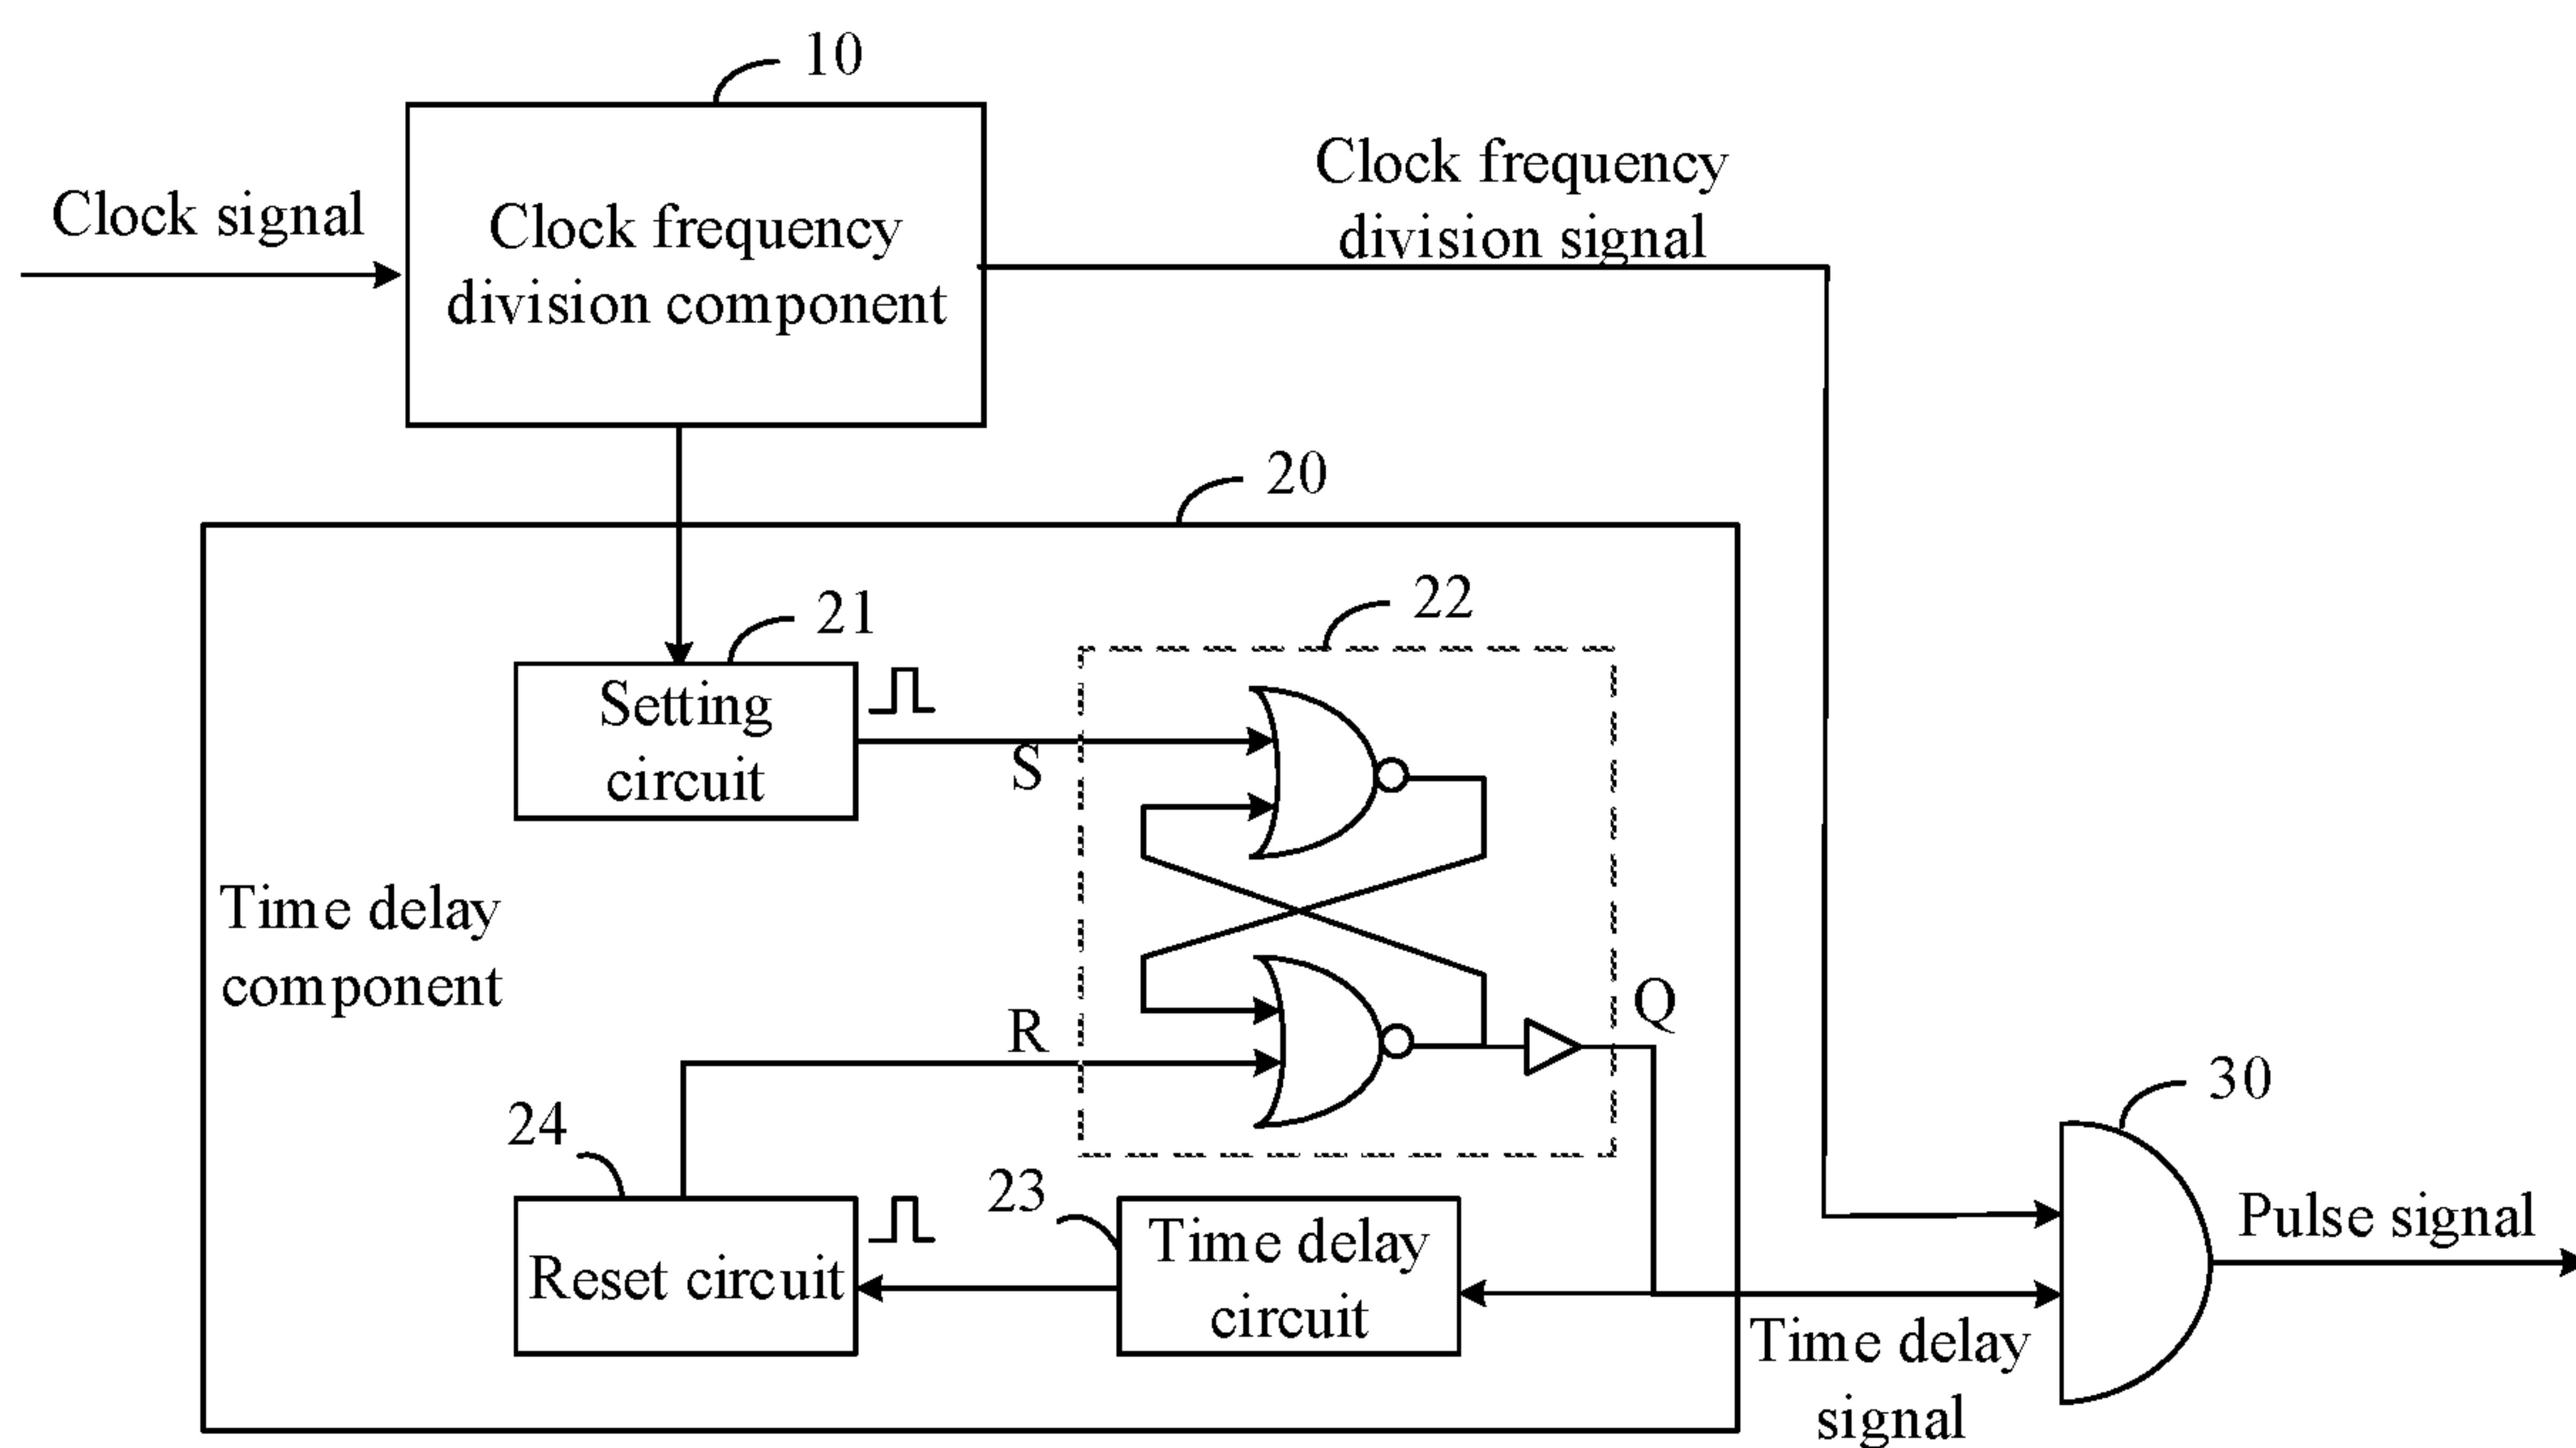 10
Clock signal
Clock frequency
division component
Clock frequency
division signal
20
21
22
Setting
circuit
S
Time delay
component
R
Q
24
23
30
Reset circuit
Time delay
circuit
Pulse signal
Time delay
signal